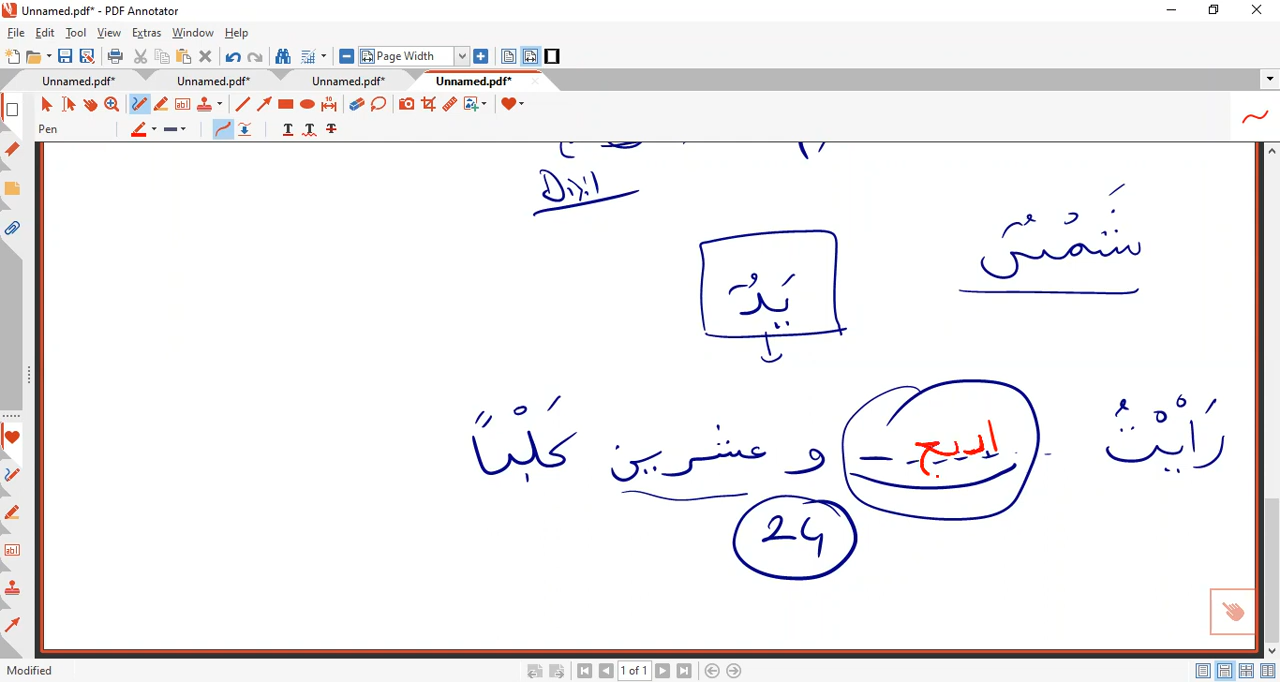 Unnamed.pdf* - PDF Annotator
File Edit Tool View Extras Window Help
Page Width
Unnamed.pdf* Unnamed.pdf* Unnamed.pdf* Unnamed.pdf*
Pen
شَمْسٌ
يَدٌ
رَاَيْتُ اربع و عشرين كَلْبًا
24
Modified
1 of 1